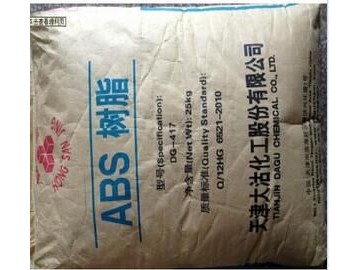 ABS 树脂
型号(Specification):
DG-417
净含量(Net Wt): 25kg
质量标准(Quality Standard):
Q/12HG 6521-2010
天津大沽化工股份有限公司
TIANJIN DAGU CHEMICAL CO., LTD.